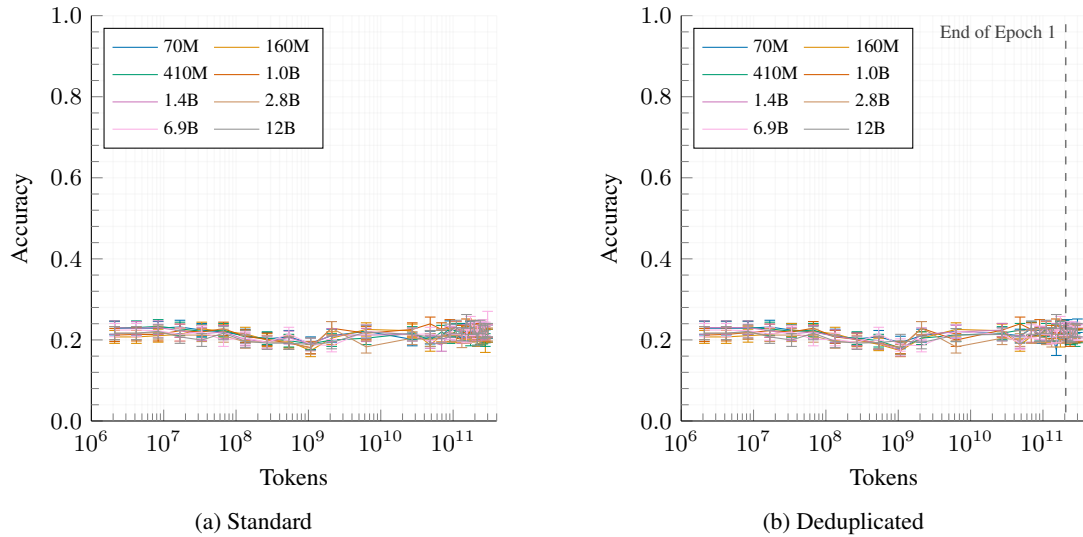 1.0
0.8
0.6
0.4
0.2
0.0
Accuracy
70M 160M
410M 1.0B
1.4B 2.8B
6.9B 12B
10^6 10^7 10^8 10^9 10^10 10^11
Tokens
(a) Standard
1.0
0.8
0.6
0.4
0.2
0.0
Accuracy
70M 160M
410M 1.0B
1.4B 2.8B
6.9B 12B
End of Epoch 1
10^6 10^7 10^8 10^9 10^10 10^11
Tokens
(b) Deduplicated